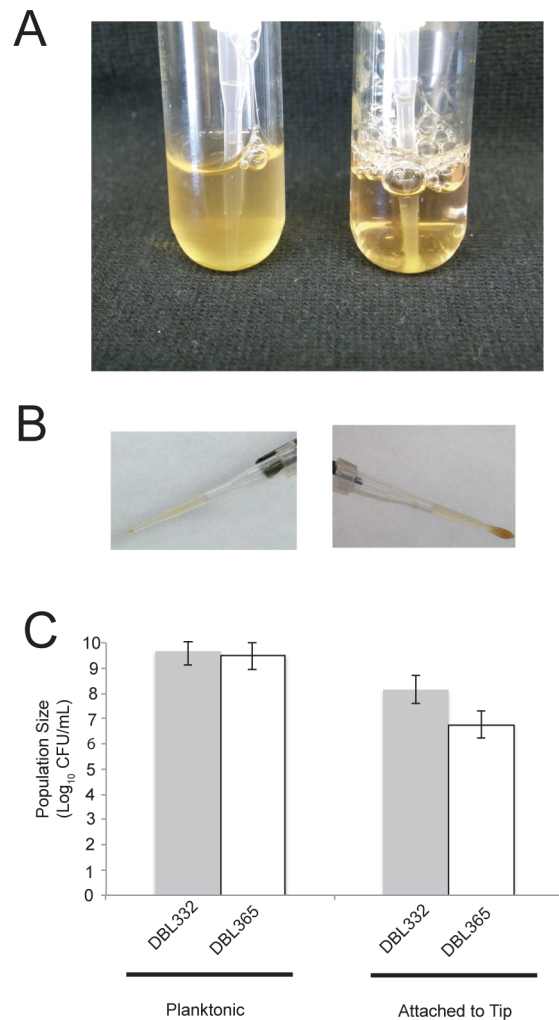 A
B
C
Population Size
(Log10 CFU/mL)
10
9
8
7
6
5
4
3
2
1
0
DBL332
DBL365
DBL332
DBL365
Planktonic
Attached to Tip